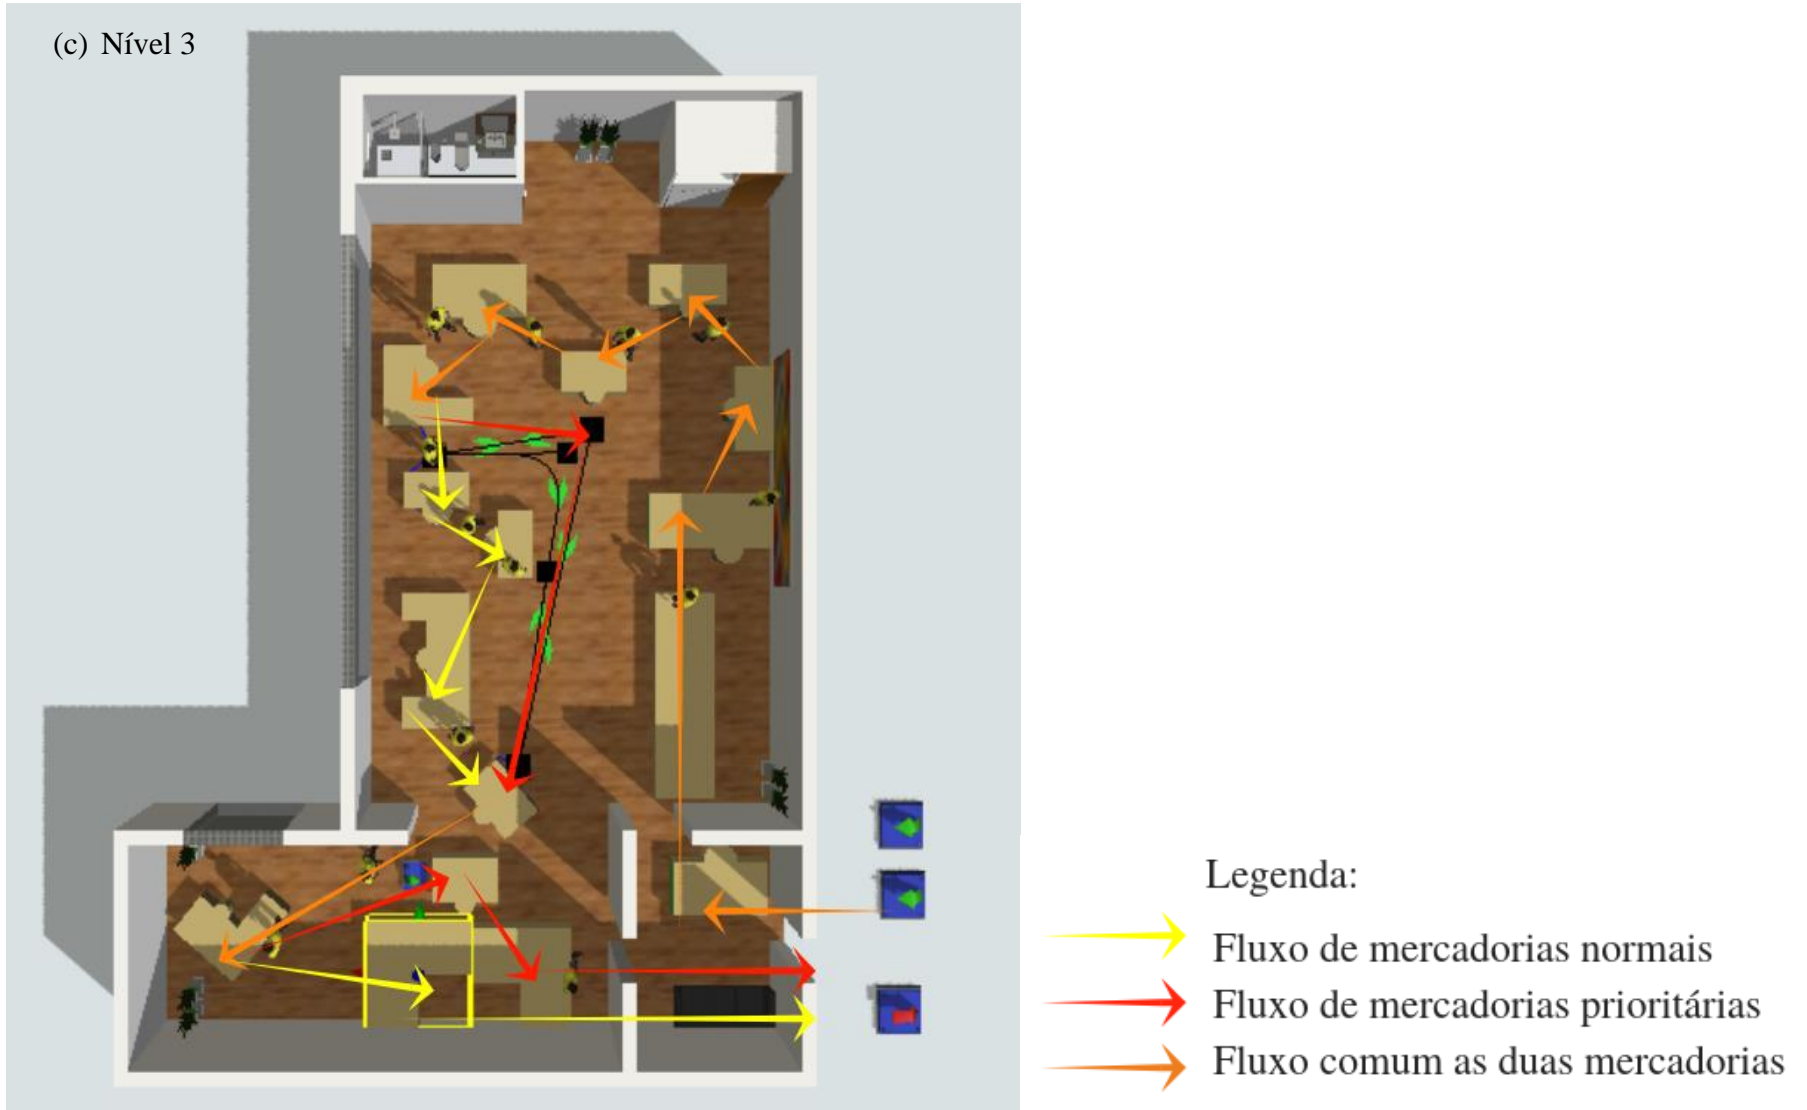 (c) Nível 3
Legenda:
Fluxo de mercadorias normais
Fluxo de mercadorias prioritárias
Fluxo comum as duas mercadorias